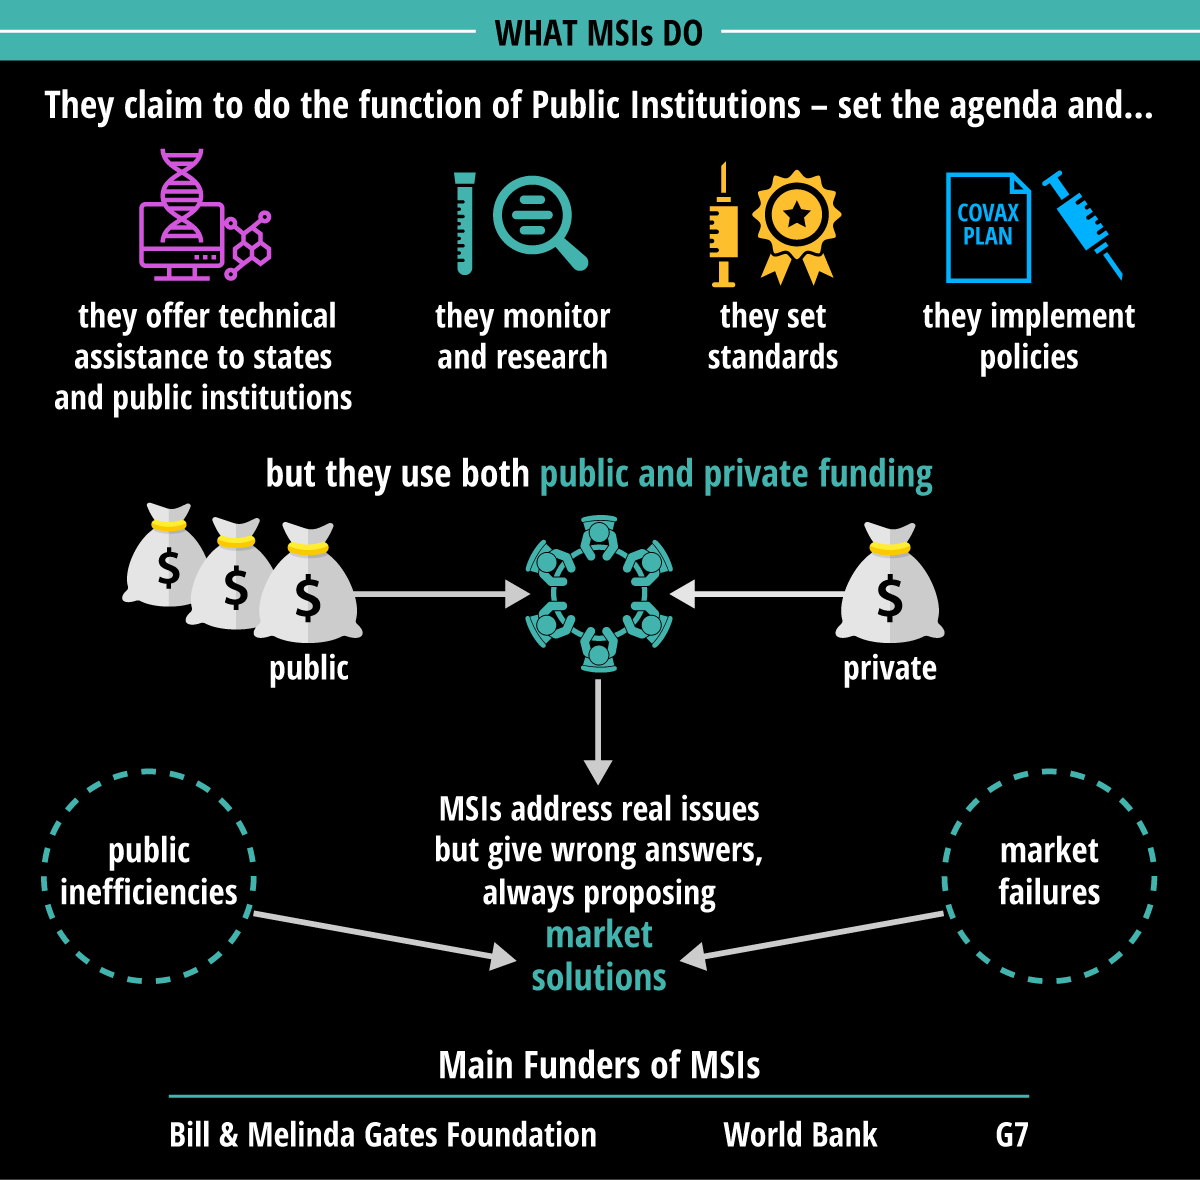 WHAT MSIs DO
They claim to do the function of Public Institutions – set the agenda and...
COVAX
PLAN
they offer technical
assistance to states
and public institutions
they monitor
and research
they set
standards
they implement
policies
but they use both public and private funding
$
$
$
$
public
private
MSIs address real issues
but give wrong answers,
always proposing
market
solutions
public
inefficiencies
market
failures
Main Funders of MSIs
Bill & Melinda Gates Foundation
World Bank
G7